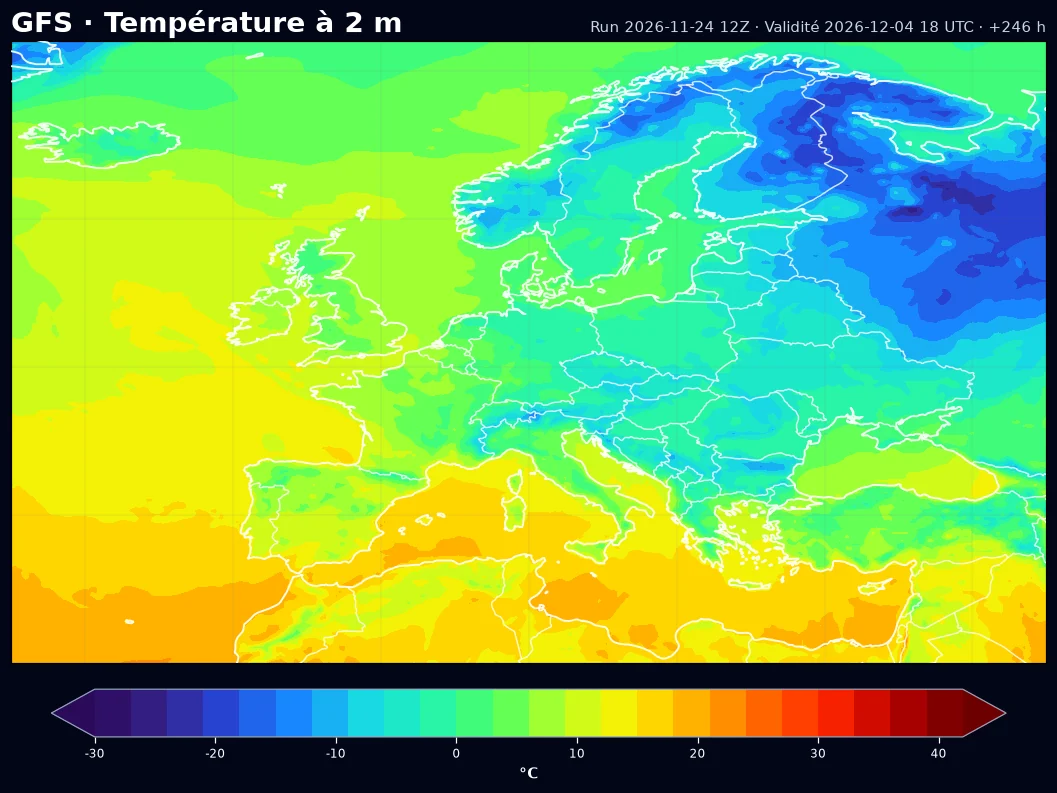 GFS · Température à 2 m
Run 2026-11-24 12Z · Validité 2026-12-04 18 UTC · +246 h
-30 -20 -10 0 10 20 30 40
°C